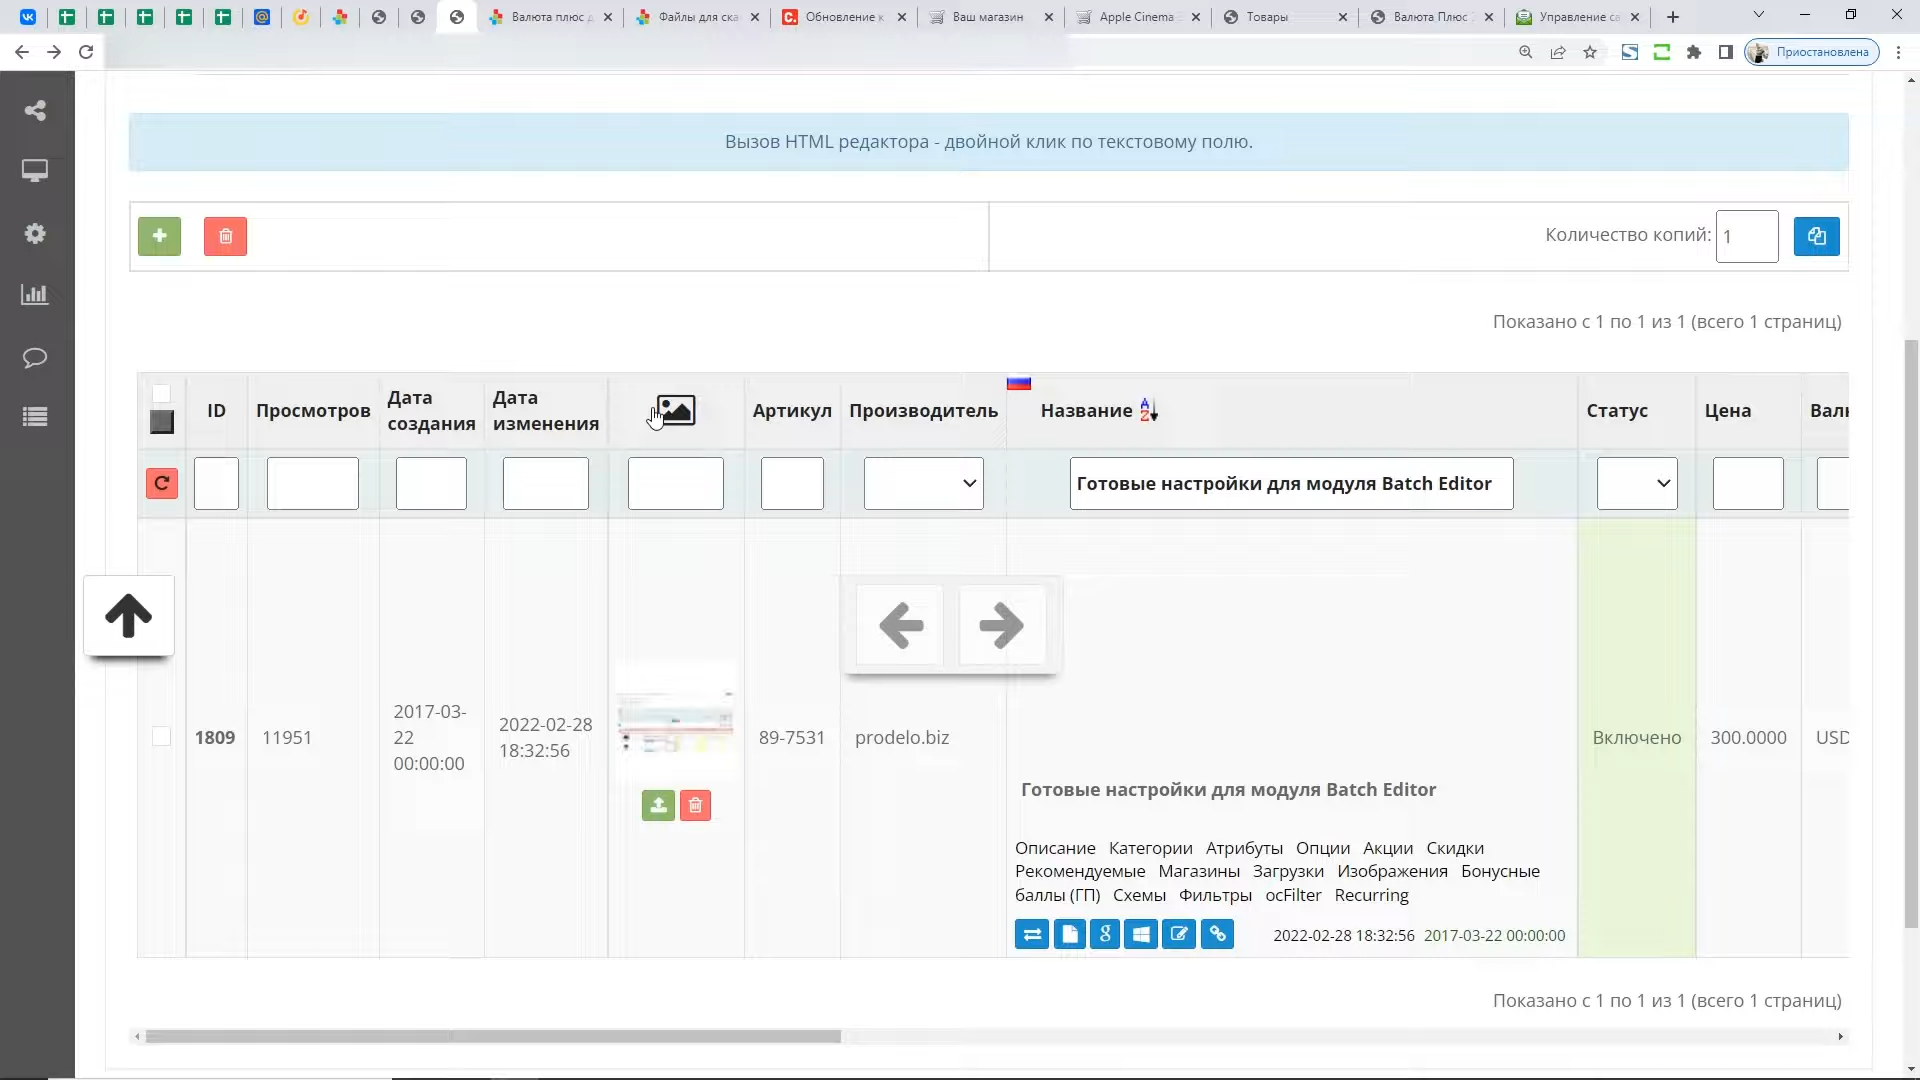 Валюта плюс
Файлы для ска
Обновление к
Ваш магазин
Apple Cinema
Товары
Валюта Плюс
Управление са
Приостановлена
Вызов HTML редактора - двойной клик по текстовому полю.
Количество копий: 1
Показано с 1 по 1 из 1 (всего 1 страниц)
ID
Просмотров
Дата
создания
Дата
изменения
Артикул
Производитель
Название
Статус
Цена
Валю
Готовые настройки для модуля Batch Editor
1809
11951
2017-03-
22
00:00:00
2022-02-28
18:32:56
89-7531
prodelo.biz
Готовые настройки для модуля Batch Editor
Описание Категории Атрибуты Опции Акции Скидки
Рекомендуемые Магазины Загрузки Изображения Бонусные
баллы (ГП) Схемы Фильтры ocFilter Recurring
2022-02-28 18:32:56 2017-03-22 00:00:00
Включено
300.0000
USD
Показано с 1 по 1 из 1 (всего 1 страниц)